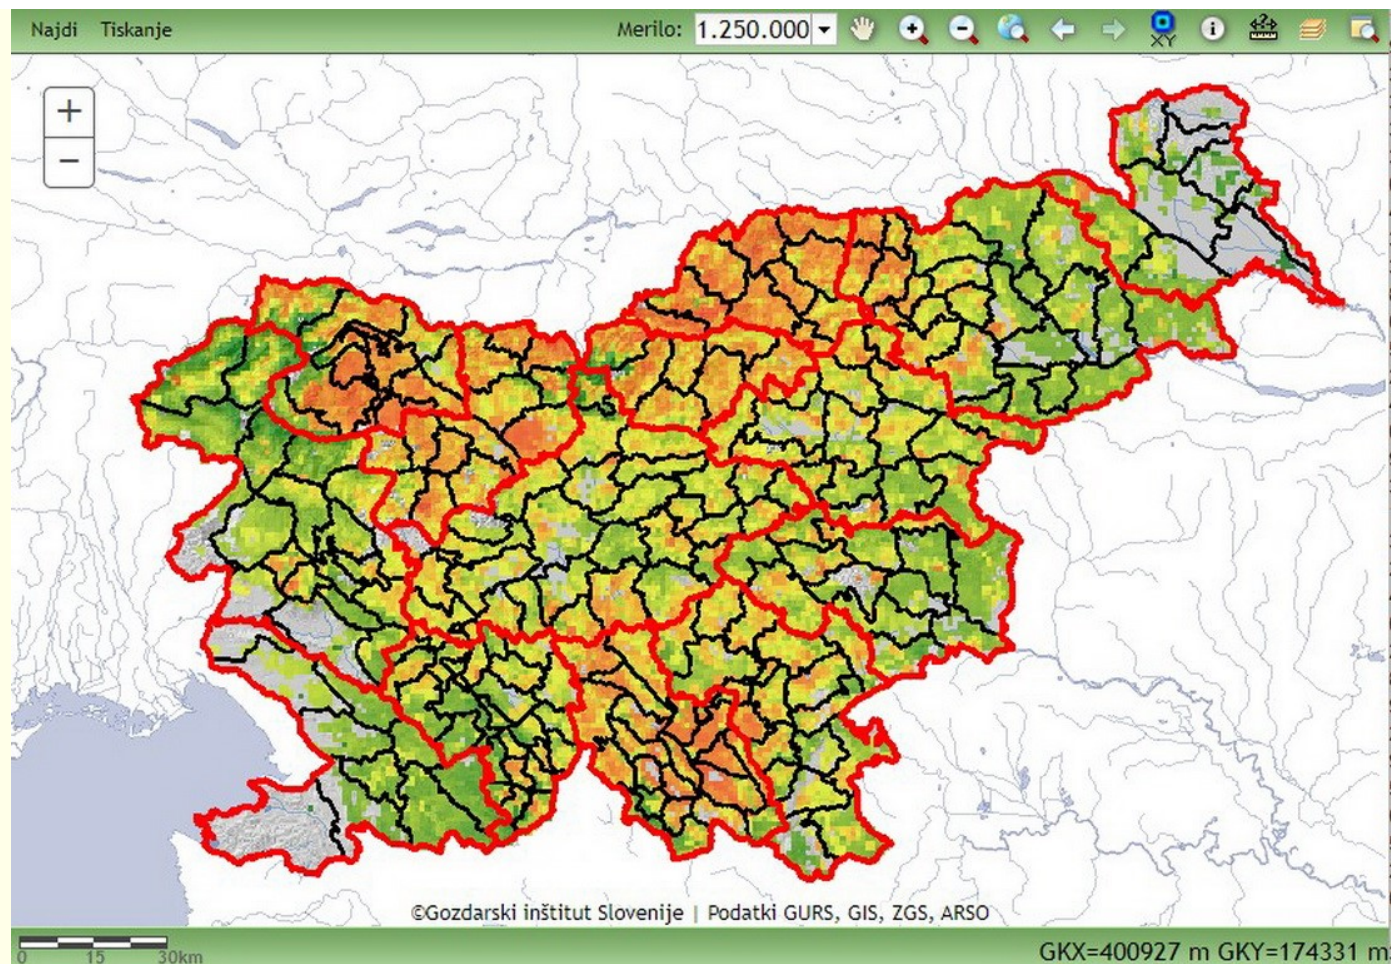 Najdi Tiskanje Merilo: 1.250.000
XY
+
−
©Gozdarski inštitut Slovenije | Podatki GURS, GIS, ZGS, ARSO
0 15 30km
GKX=400927 m GKY=174331 m